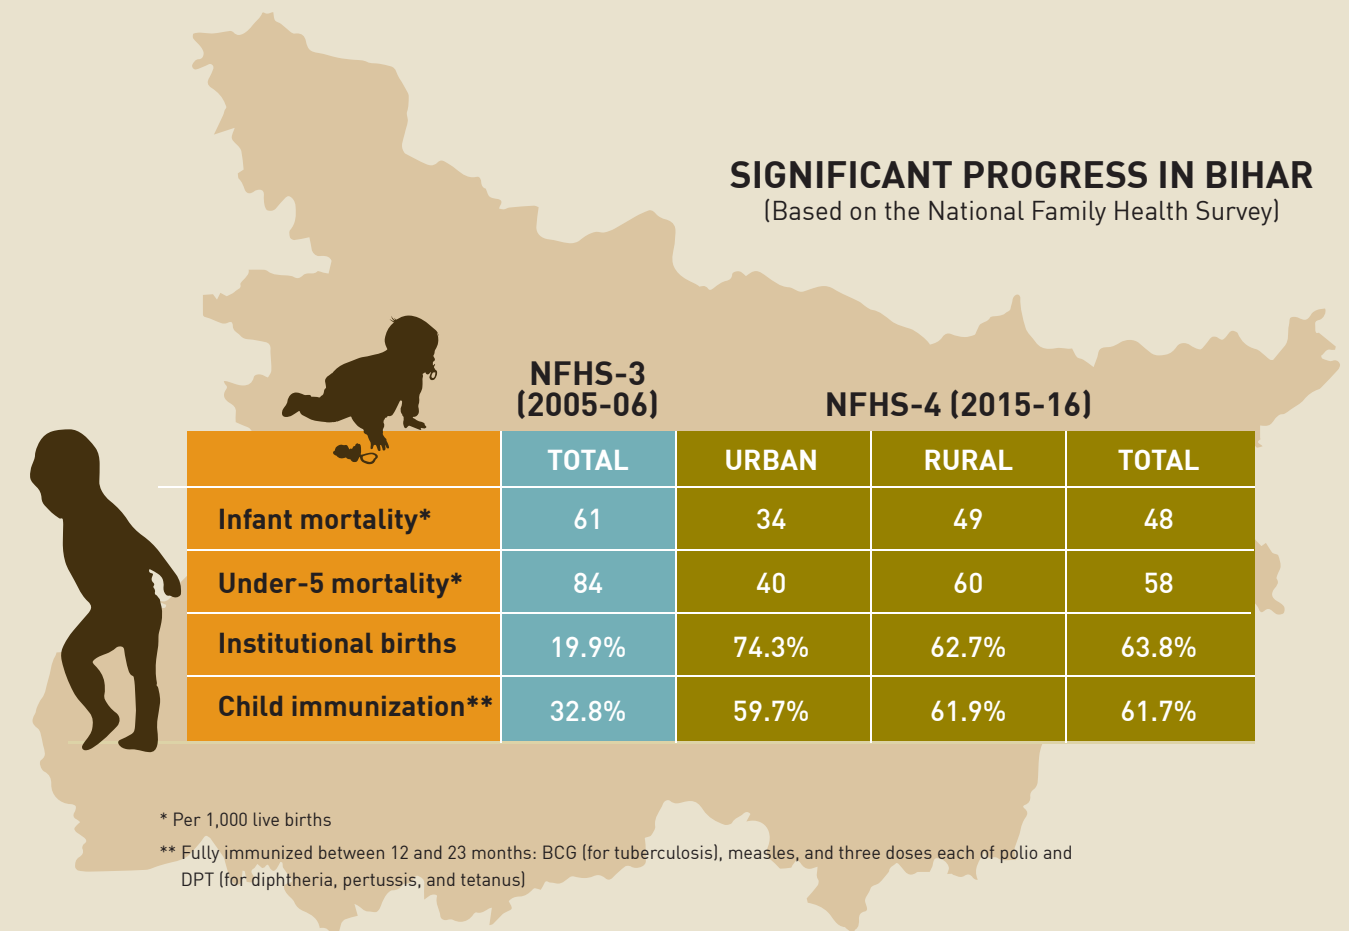 SIGNIFICANT PROGRESS IN BIHAR
(Based on the National Family Health Survey)
NFHS-3
(2005-06)
NFHS-4 (2015-16)
TOTAL URBAN RURAL TOTAL
Infant mortality* 61 34 49 48
Under-5 mortality* 84 40 60 58
Institutional births 19.9% 74.3% 62.7% 63.8%
Child immunization** 32.8% 59.7% 61.9% 61.7%
* Per 1,000 live births
** Fully immunized between 12 and 23 months: BCG (for tuberculosis), measles, and three doses each of polio and
DPT (for diphtheria, pertussis, and tetanus)